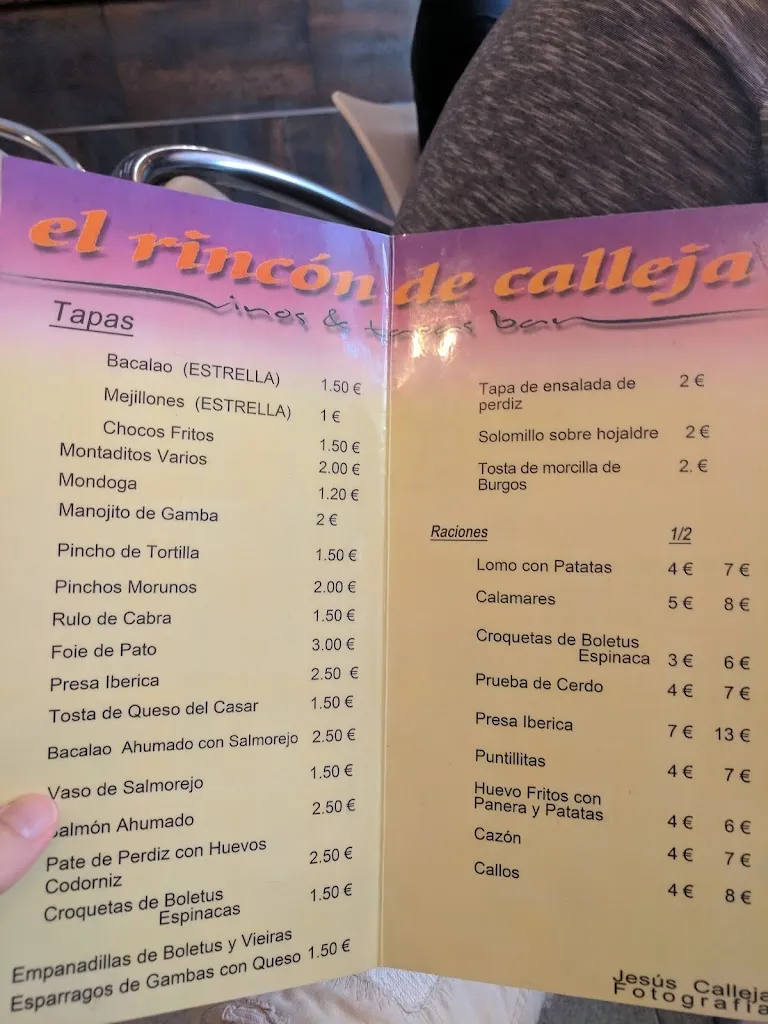 el rincón de calleja
vinos & tapas bar
Tapas
Bacalao (ESTRELLA) 1.50 €
Mejillones (ESTRELLA) 1 €
Chocos Fritos 1.50 €
Montaditos Varios 2.00 €
Mondoga 1.20 €
Manojito de Gamba 2 €
Pincho de Tortilla 1.50 €
Pinchos Morunos 2.00 €
Rulo de Cabra 1.50 €
Foie de Pato 3.00 €
Presa Iberica 2.50 €
Tosta de Queso del Casar 1.50 €
Bacalao Ahumado con Salmorejo 2.50 €
Vaso de Salmorejo 1.50 €
Salmón Ahumado 2.50 €
Pate de Perdiz con Huevos
Codorniz 2.50 €
Croquetas de Boletus 1.50 €
Espinacas
Empanadillas de Boletus y Vieiras
Esparragos de Gambas con Queso 1.50 €
Tapa de ensalada de 2 €
perdiz
Solomillo sobre hojaldre 2 €
Tosta de morcilla de 2. €
Burgos
Raciones 1/2
Lomo con Patatas 4 € 7 €
Calamares 5 € 8 €
Croquetas de Boletus
Espinaca 3 € 6 €
Prueba de Cerdo 4 € 7 €
Presa Iberica 7 € 13 €
Puntillitas 4 € 7 €
Huevo Fritos con
Panera y Patatas 4 € 6 €
Cazón 4 € 7 €
Callos 4 € 8 €
Jesús Calleja
Fotografía